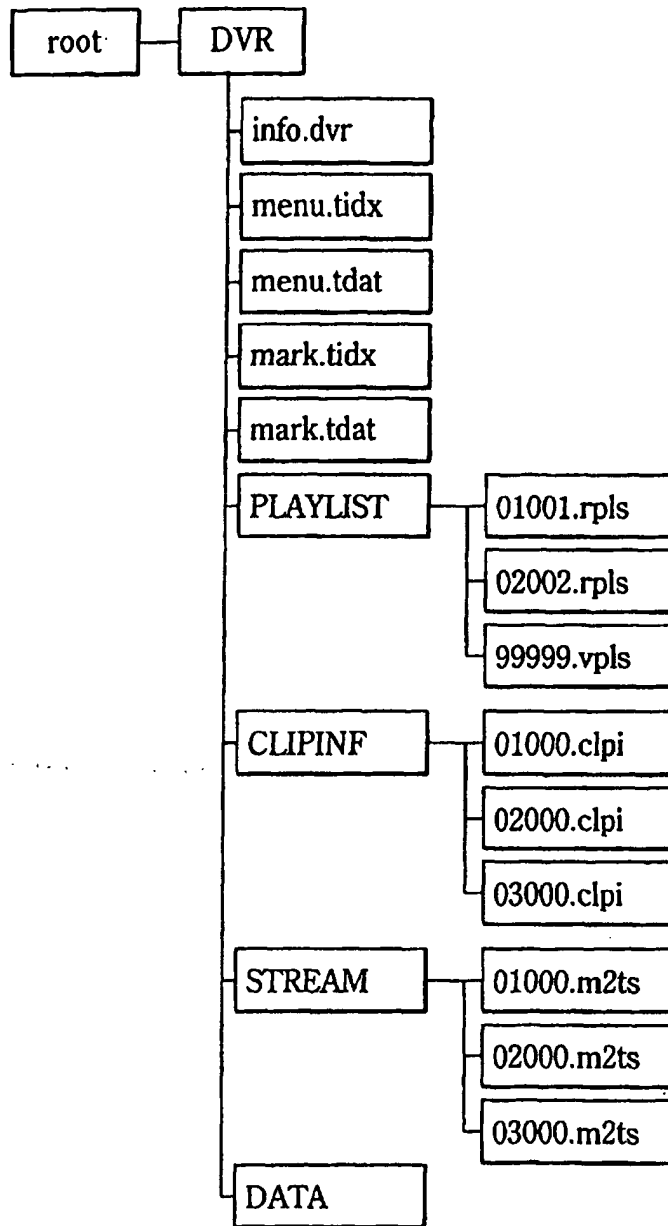 root DVR
info.dvr
menu.tidx
menu.tdat
mark.tidx
mark.tdat
PLAYLIST 01001.rpls
02002.rpls
99999.vpls
CLIPINF 01000.clpi
02000.clpi
03000.clpi
STREAM 01000.m2ts
02000.m2ts
03000.m2ts
DATA